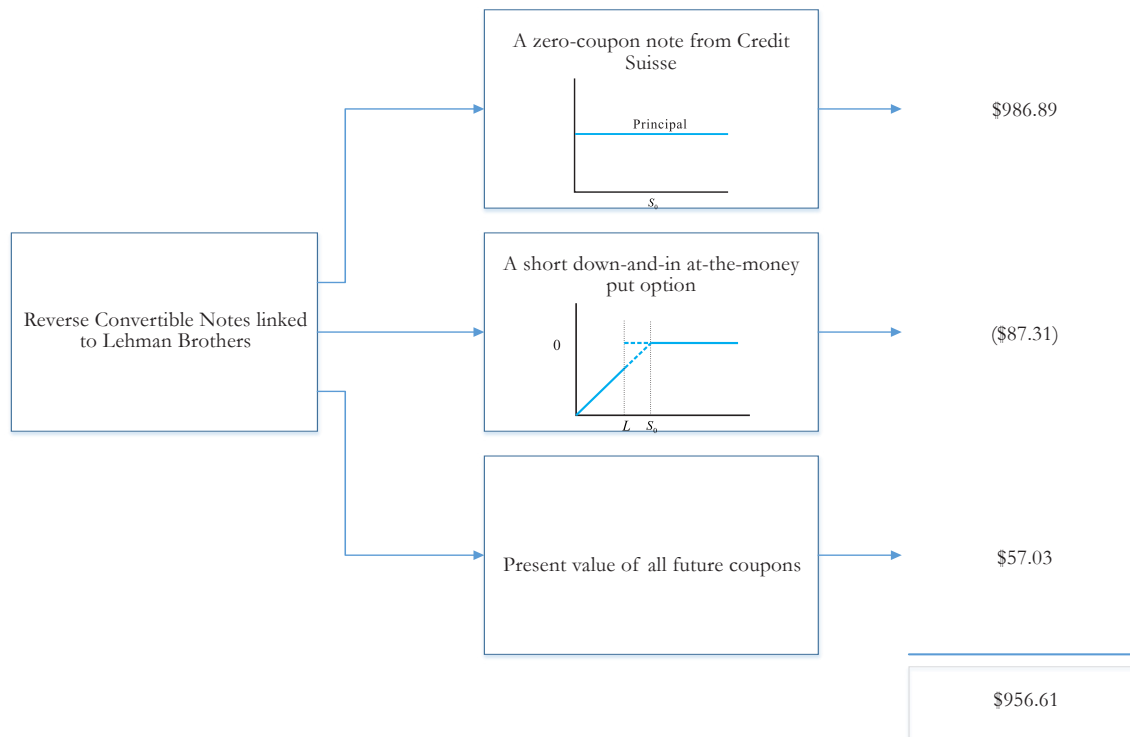 A zero-coupon note from Credit
Suisse
Principal
S₀
$986.89
Reverse Convertible Notes linked
to Lehman Brothers
A short down-and-in at-the-money
put option
0
L S₀
($87.31)
Present value of all future coupons
$57.03
$956.61